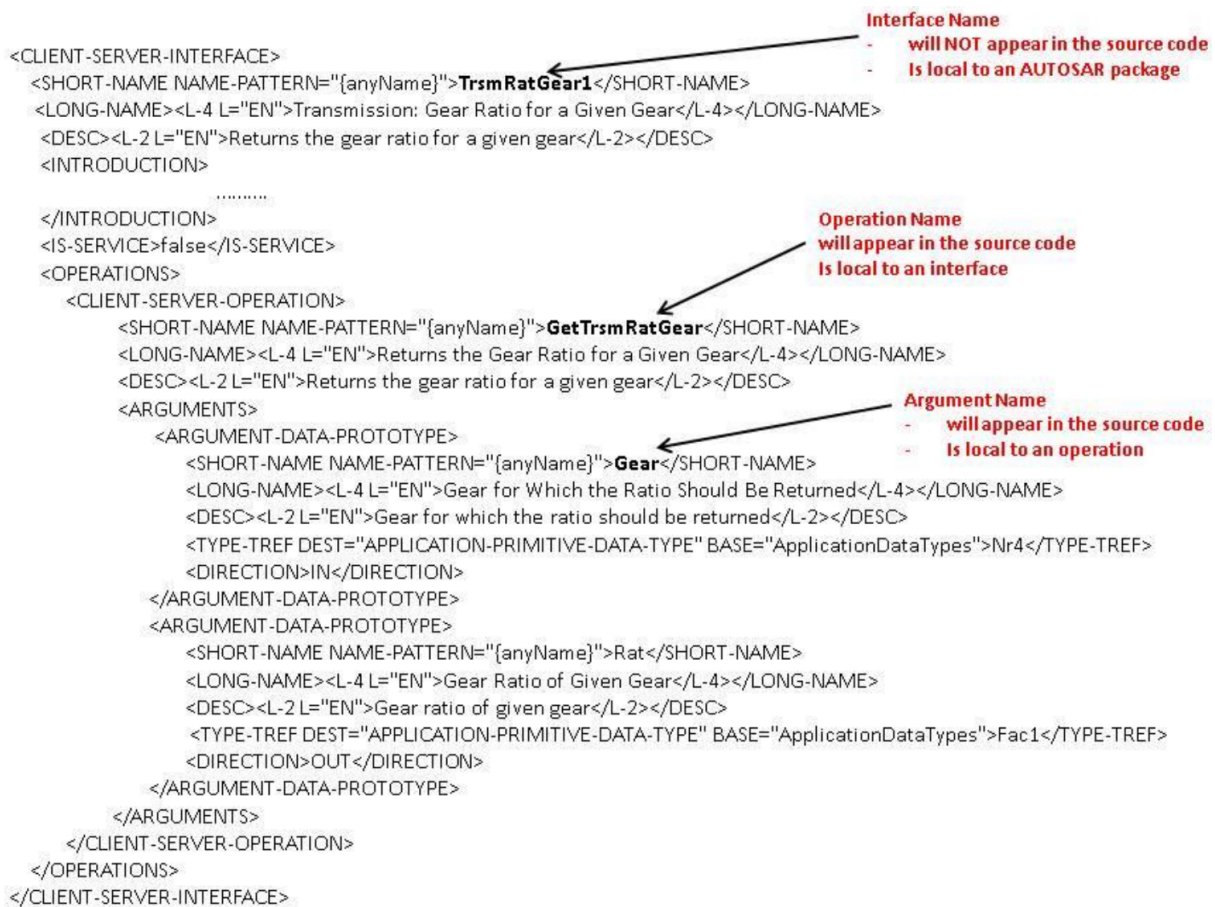 Interface Name
- will NOT appear in the source code
- Is local to an AUTOSAR package
<CLIENT-SERVER-INTERFACE>
<SHORT-NAME NAME-PATTERN="{anyName}">TrsmRatGear1</SHORT-NAME>
<LONG-NAME><L-4 L="EN">Transmission: Gear Ratio for a Given Gear</L-4></LONG-NAME>
<DESC><L-2 L="EN">Returns the gear ratio for a given gear</L-2></DESC>
<INTRODUCTION>
..........
</INTRODUCTION>
<IS-SERVICE>false</IS-SERVICE>
<OPERATIONS>
Operation Name
will appear in the source code
Is local to an interface
<CLIENT-SERVER-OPERATION>
<SHORT-NAME NAME-PATTERN="{anyName}">GetTrsmRatGear</SHORT-NAME>
<LONG-NAME><L-4 L="EN">Returns the Gear Ratio for a Given Gear</L-4></LONG-NAME>
<DESC><L-2 L="EN">Returns the gear ratio for a given gear</L-2></DESC>
<ARGUMENTS>
Argument Name
- will appear in the source code
- Is local to an operation
<ARGUMENT-DATA-PROTOTYPE>
<SHORT-NAME NAME-PATTERN="{anyName}">Gear</SHORT-NAME>
<LONG-NAME><L-4 L="EN">Gear for Which the Ratio Should Be Returned</L-4></LONG-NAME>
<DESC><L-2 L="EN">Gear for which the ratio should be returned</L-2></DESC>
<TYPE-TREF DEST="APPLICATION-PRIMITIVE-DATA-TYPE" BASE="ApplicationDataTypes">Nr4</TYPE-TREF>
<DIRECTION>IN</DIRECTION>
</ARGUMENT-DATA-PROTOTYPE>
<ARGUMENT-DATA-PROTOTYPE>
<SHORT-NAME NAME-PATTERN="{anyName}">Rat</SHORT-NAME>
<LONG-NAME><L-4 L="EN">Gear Ratio of Given Gear</L-4></LONG-NAME>
<DESC><L-2 L="EN">Gear ratio of given gear</L-2></DESC>
<TYPE-TREF DEST="APPLICATION-PRIMITIVE-DATA-TYPE" BASE="ApplicationDataTypes">Fac1</TYPE-TREF>
<DIRECTION>OUT</DIRECTION>
</ARGUMENT-DATA-PROTOTYPE>
</ARGUMENTS>
</CLIENT-SERVER-OPERATION>
</OPERATIONS>
</CLIENT-SERVER-INTERFACE>